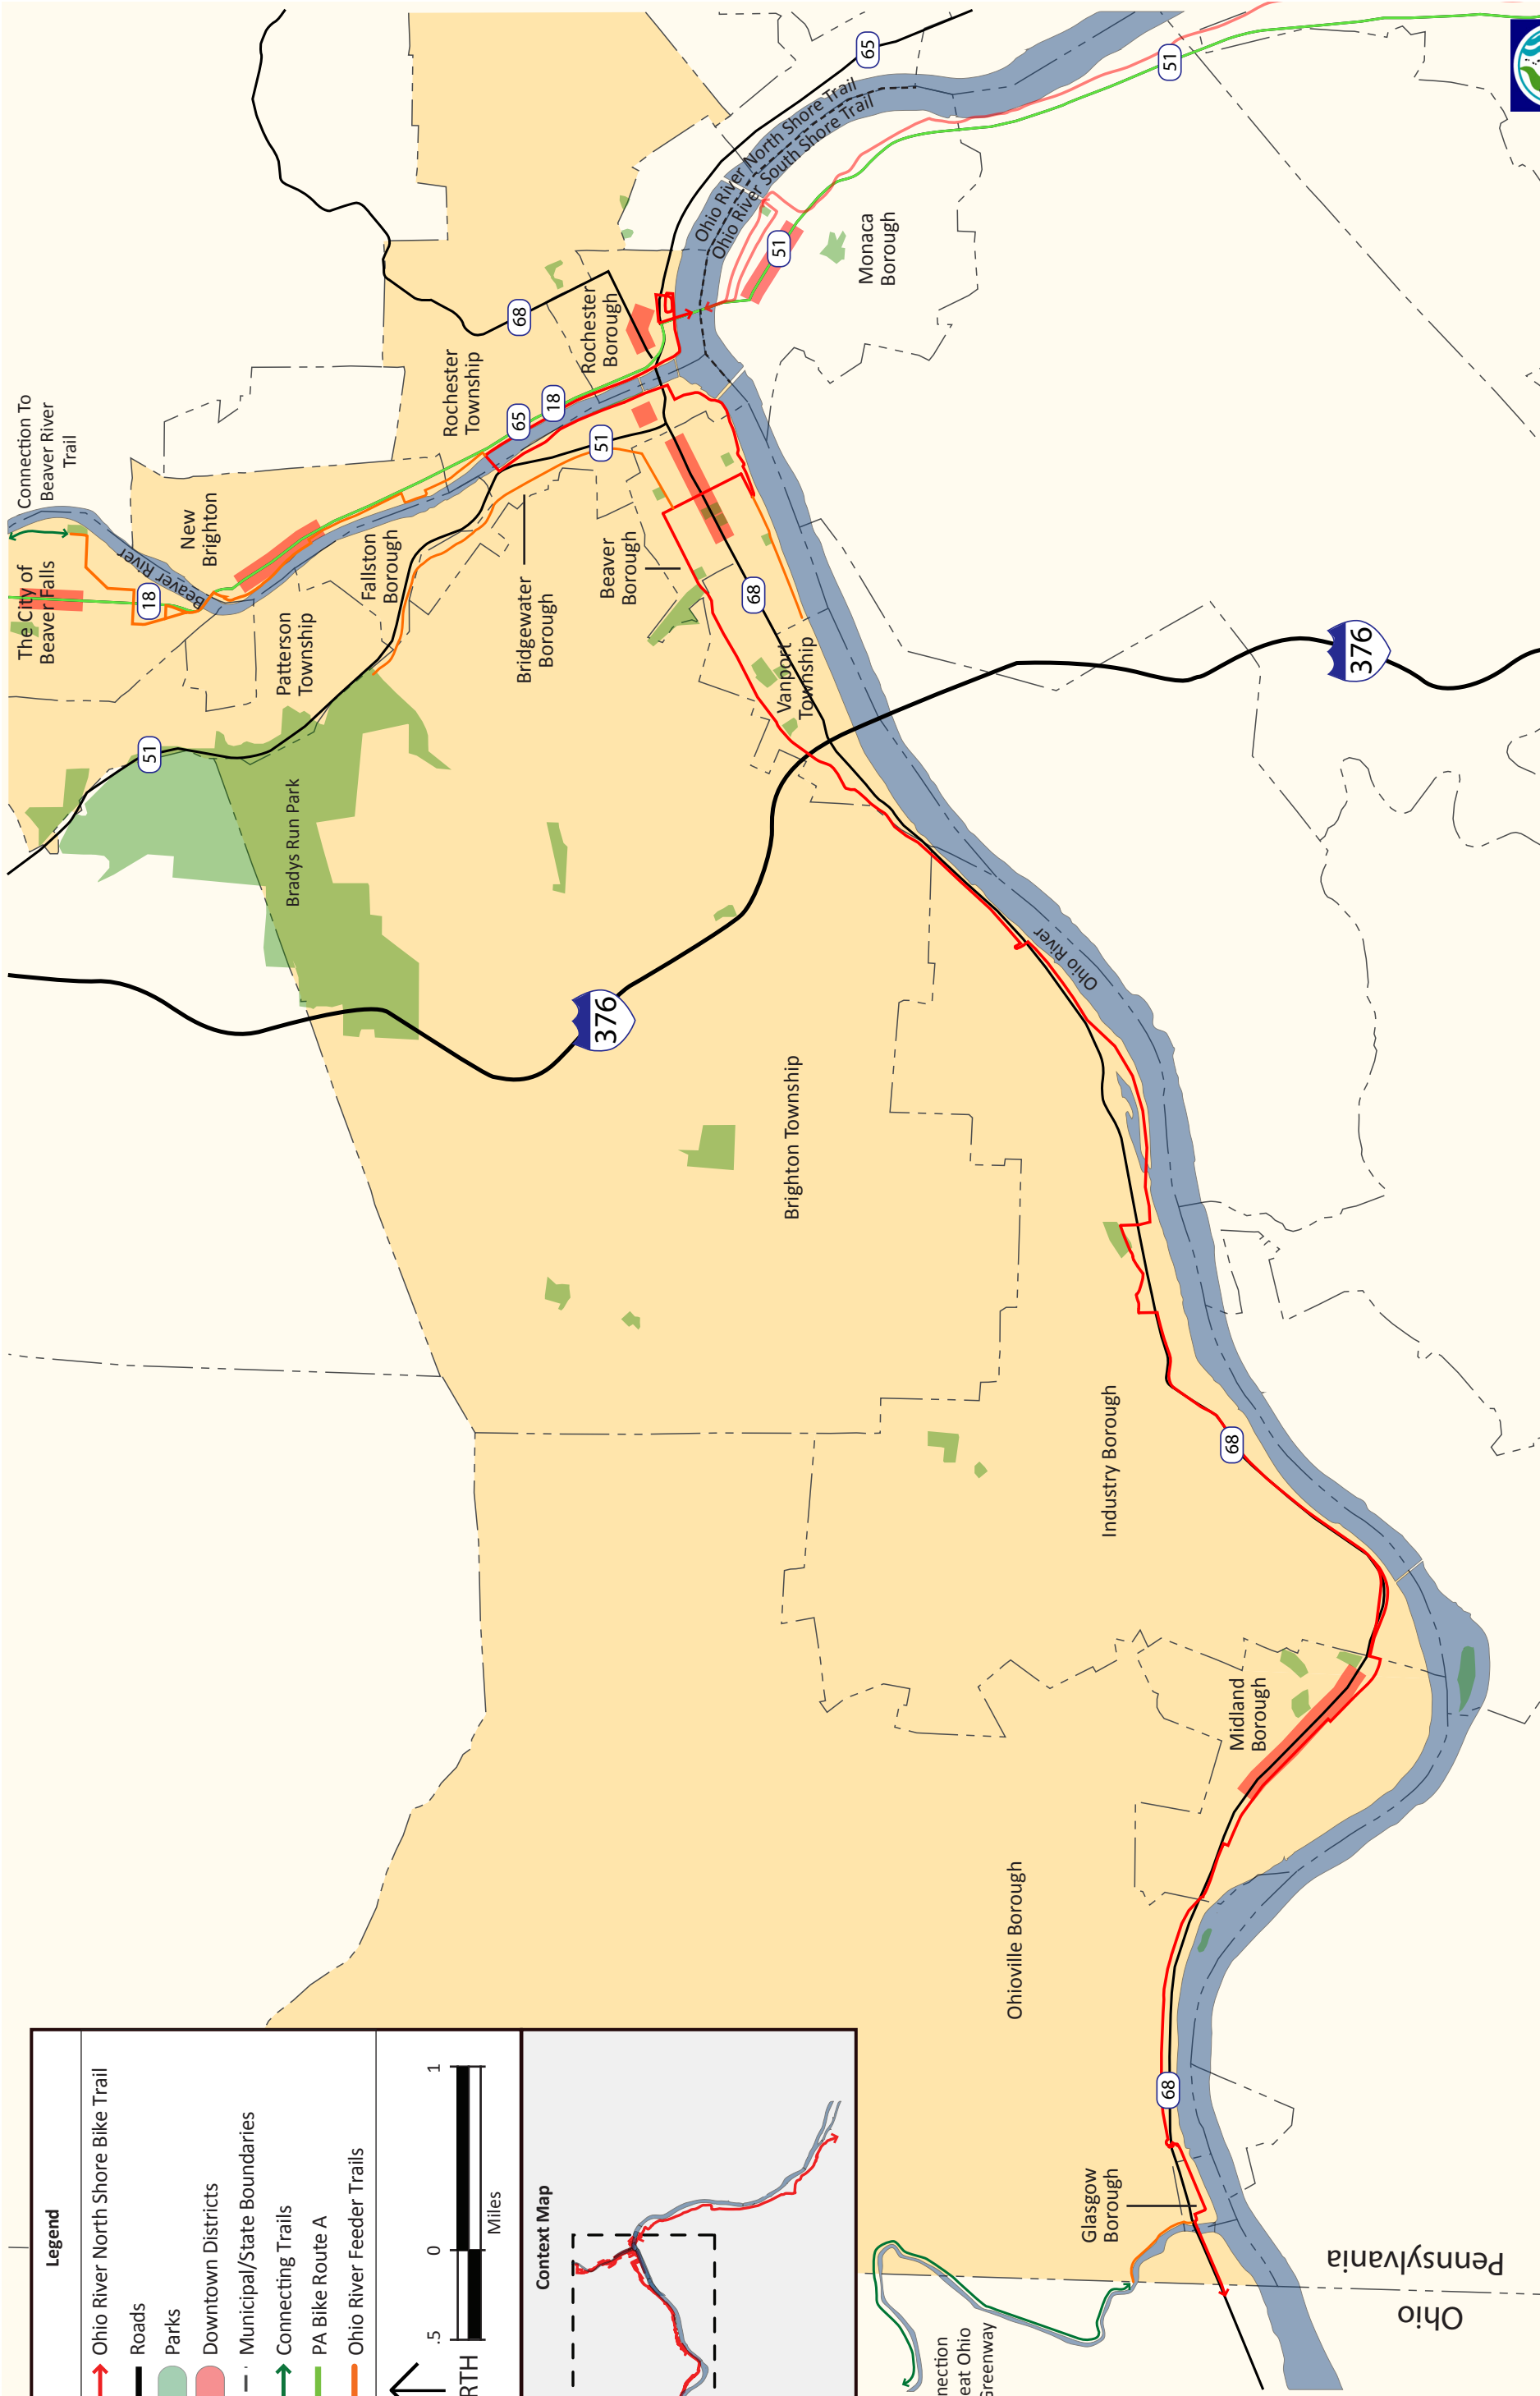 Connection To
Beaver River
Trail
The City of
Beaver Falls
18
Beaver River
New
Brighton
Fallston
Borough
Patterson
Township
51
Bradys Run Park
Bridgewater
Borough
Beaver
Borough
51
65
18
Rochester
Township
68
Rochester
Borough
65
Ohio River North Shore Trail
Ohio River South Shore Trail
51
51
Monaca
Borough
68
Vanport
Township
376
376
Ohio River
Brighton Township
Industry Borough
68
Midland
Borough
Ohioville Borough
68
Glasgow
Borough
Pennsylvania
Ohio
Greenway
Legend
Ohio River North Shore Bike Trail
Roads
Parks
Downtown Districts
Municipal/State Boundaries
Connecting Trails
PA Bike Route A
Ohio River Feeder Trails
.5 0 1
Miles
RTH
Context Map